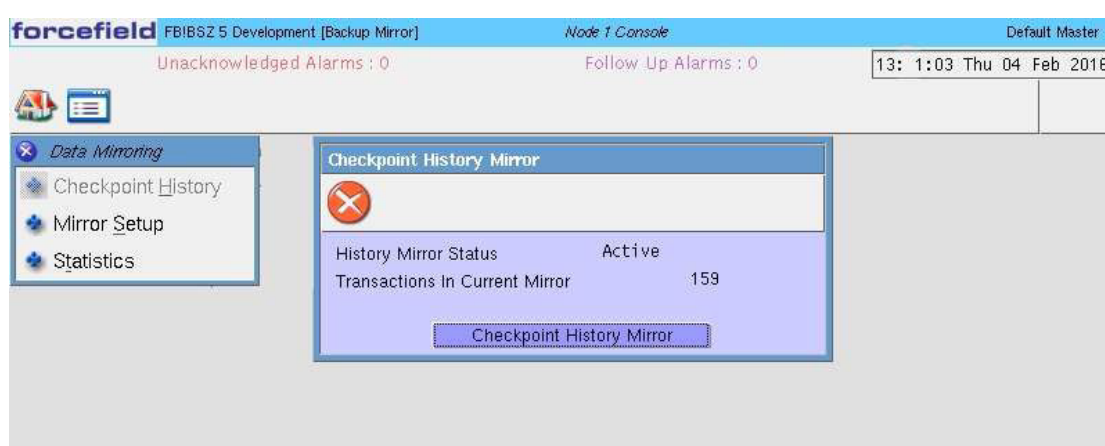 forcefield FB!BSZ 5 Development [Backup Mirror] Node 1 Console Default Master
Unacknowledged Alarms : 0 Follow Up Alarms : 0 13: 1:03 Thu 04 Feb 2016
Data Mirroring
Checkpoint History
Mirror Setup
Statistics
Checkpoint History Mirror
History Mirror Status Active
Transactions In Current Mirror 159
Checkpoint History Mirror